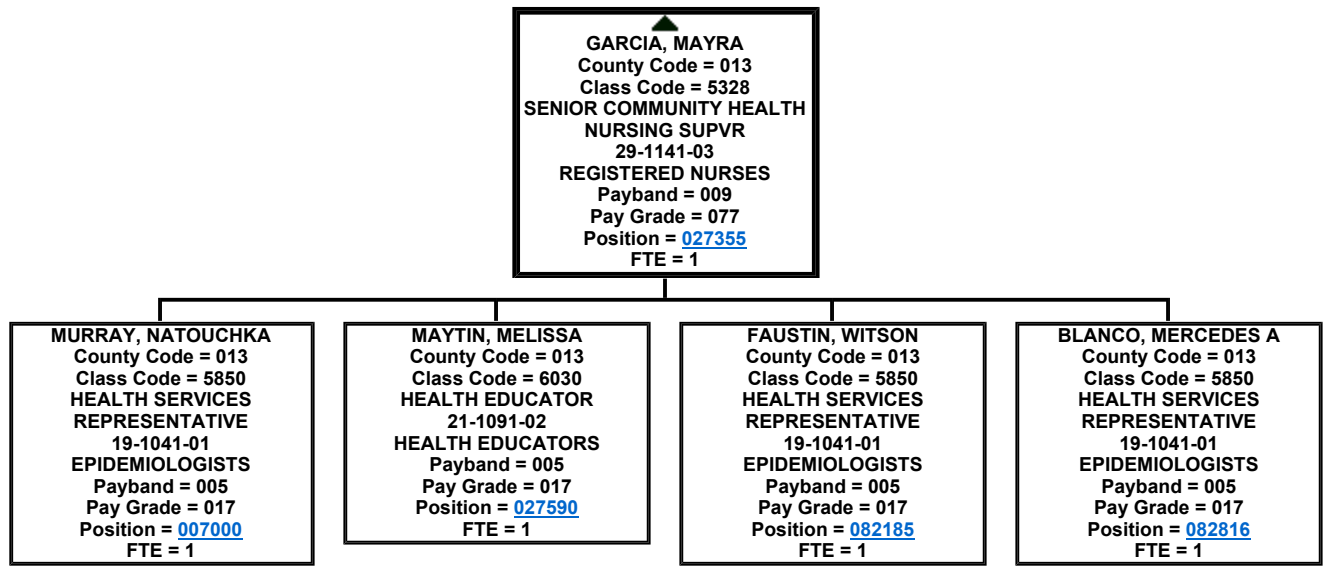 GARCIA, MAYRA
County Code = 013
Class Code = 5328
SENIOR COMMUNITY HEALTH
NURSING SUPVR
29-1141-03
REGISTERED NURSES
Payband = 009
Pay Grade = 077
Position = 027355
FTE = 1
MURRAY, NATOUCHKA
County Code = 013
Class Code = 5850
HEALTH SERVICES
REPRESENTATIVE
19-1041-01
EPIDEMIOLOGISTS
Payband = 005
Pay Grade = 017
Position = 007000
FTE = 1
MAYTIN, MELISSA
County Code = 013
Class Code = 6030
HEALTH EDUCATOR
21-1091-02
HEALTH EDUCATORS
Payband = 005
Pay Grade = 017
Position = 027590
FTE = 1
FAUSTIN, WITSON
County Code = 013
Class Code = 5850
HEALTH SERVICES
REPRESENTATIVE
19-1041-01
EPIDEMIOLOGISTS
Payband = 005
Pay Grade = 017
Position = 082185
FTE = 1
BLANCO, MERCEDES A
County Code = 013
Class Code = 5850
HEALTH SERVICES
REPRESENTATIVE
19-1041-01
EPIDEMIOLOGISTS
Payband = 005
Pay Grade = 017
Position = 082816
FTE = 1